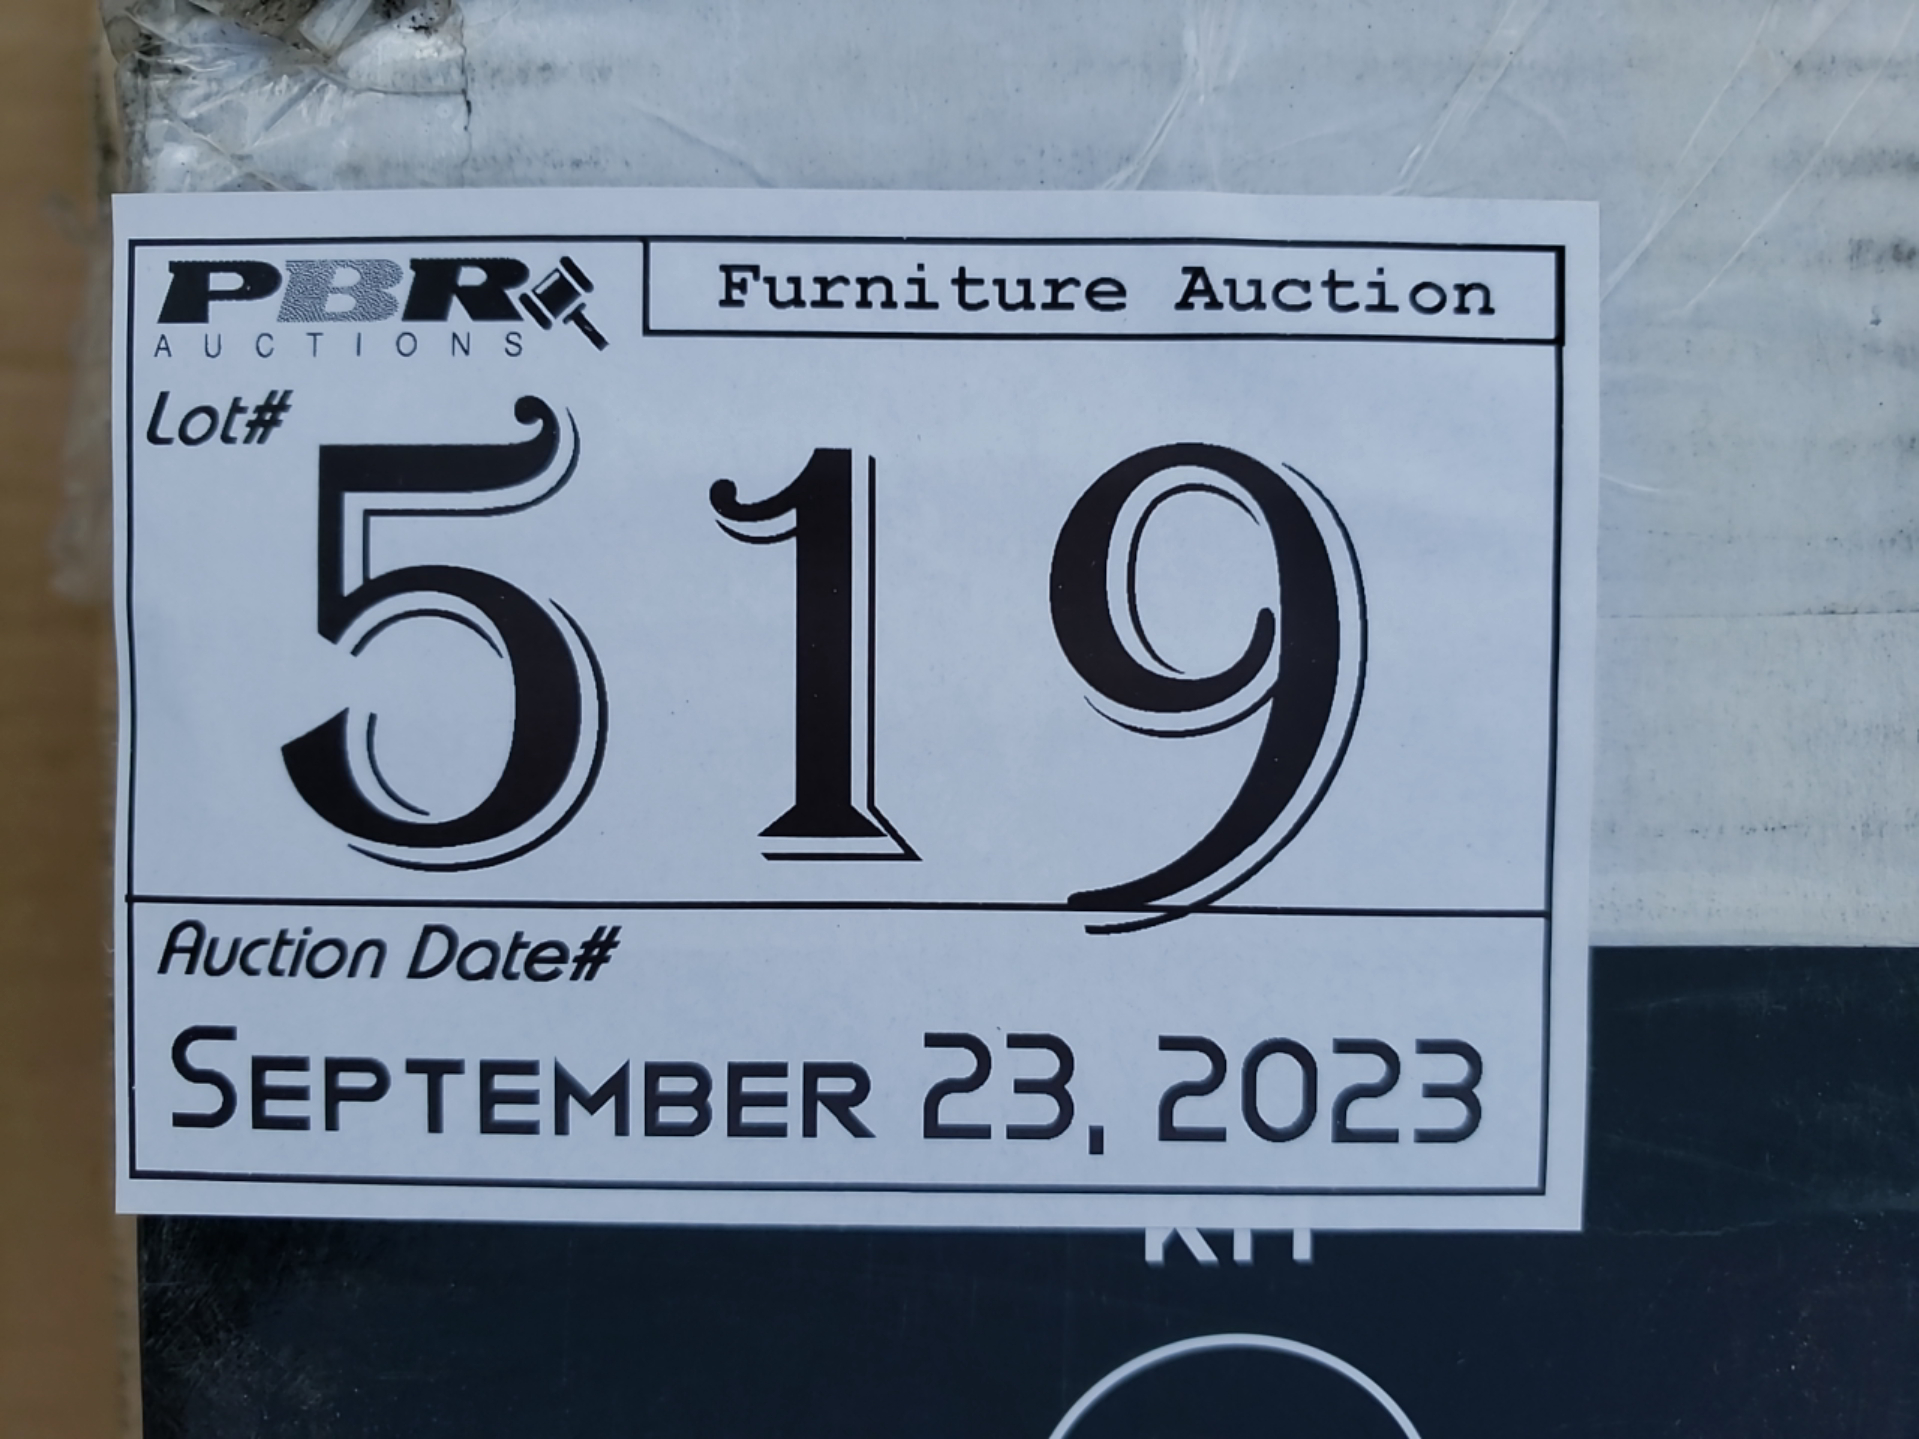 PBR
AUCTIONS
Furniture Auction
Lot#
519
Auction Date#
SEPTEMBER 23, 2023